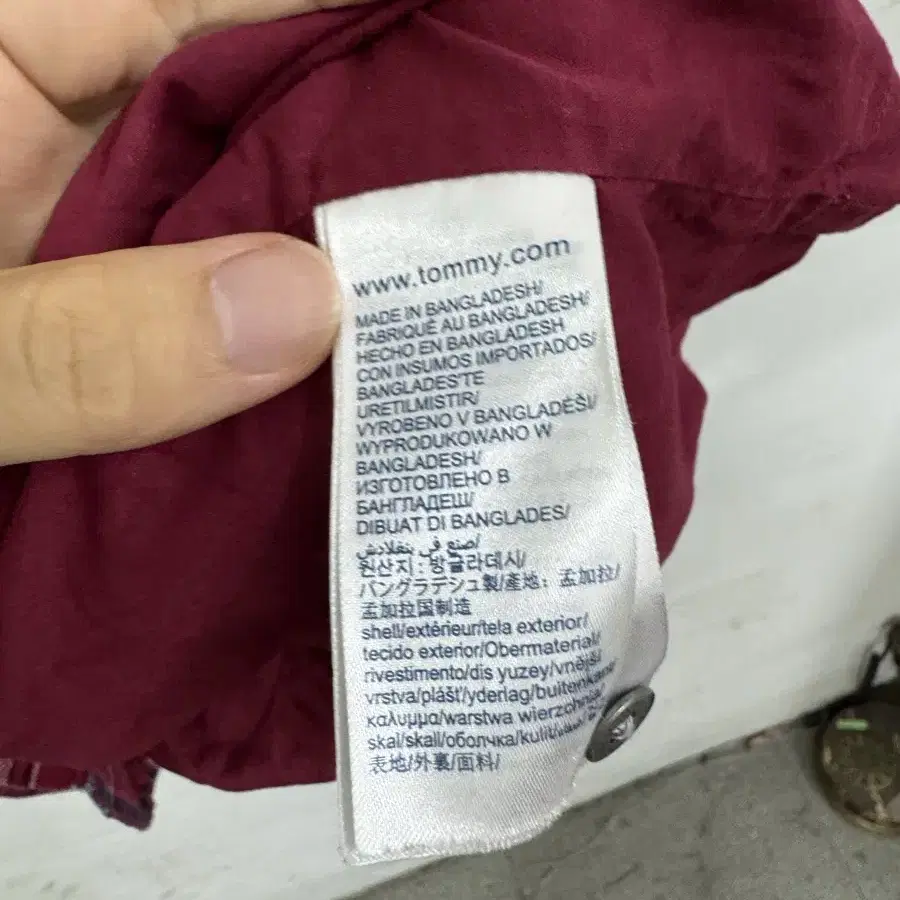 www.tommy.com
MADE IN BANGLADESH/
FABRIQUÉ AU BANGLADESH/
HECHO EN BANGLADESH
CON INSUMOS IMPORTADOS/
BANGLADEŞ'TE
URETILMISTIR/
VYROBENO V BANGLADÉŠI/
WYPRODUKOWANO W
BANGLADESH/
ИЗГОТОВЛЕНО В
БАНГЛАДЕШ/
DIBUAT DI BANGLADES/
صنع في بنغلادش/
원산지 : 방글라데시/
バングラデシュ製/產地：孟加拉/
孟加拉国制造
shell/extérieur/tela exterior/
tecido exterior/Obermaterial/
rivestimento/dis yuzey/vnější
vrstva/plášť/yderlag/buitenkant/
καλυμμα/warstwa wierzchnia/
skal/skall/оболчка/kulit/
表地/外裏/面料/